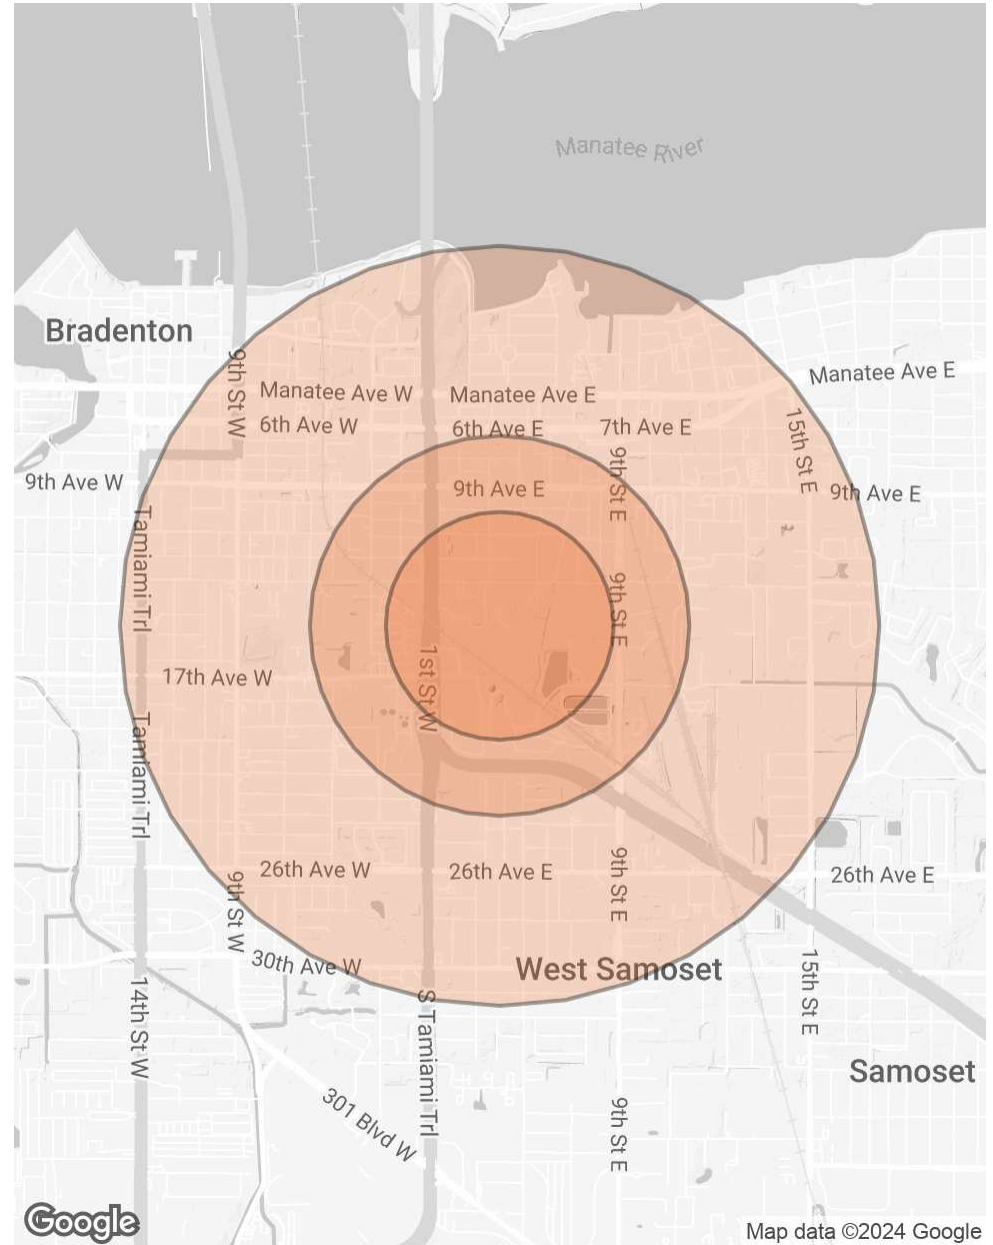 Manatee River
Bradenton
9th St W
Manatee Ave W
Manatee Ave E
Manatee Ave E
6th Ave W
6th Ave E
7th Ave E
15th St E
9th St E
9th Ave W
9th Ave E
9th Ave E
Tamiami Trl
9th St E
1st St W
17th Ave W
Tamiami Trl
26th Ave W
26th Ave E
26th Ave E
9th St E
9th St W
30th Ave W
West Samoset
15th St E
14th St W
S Tamiami Trl
Samoset
301 Blvd W
9th St E
Google
Map data ©2024 Google